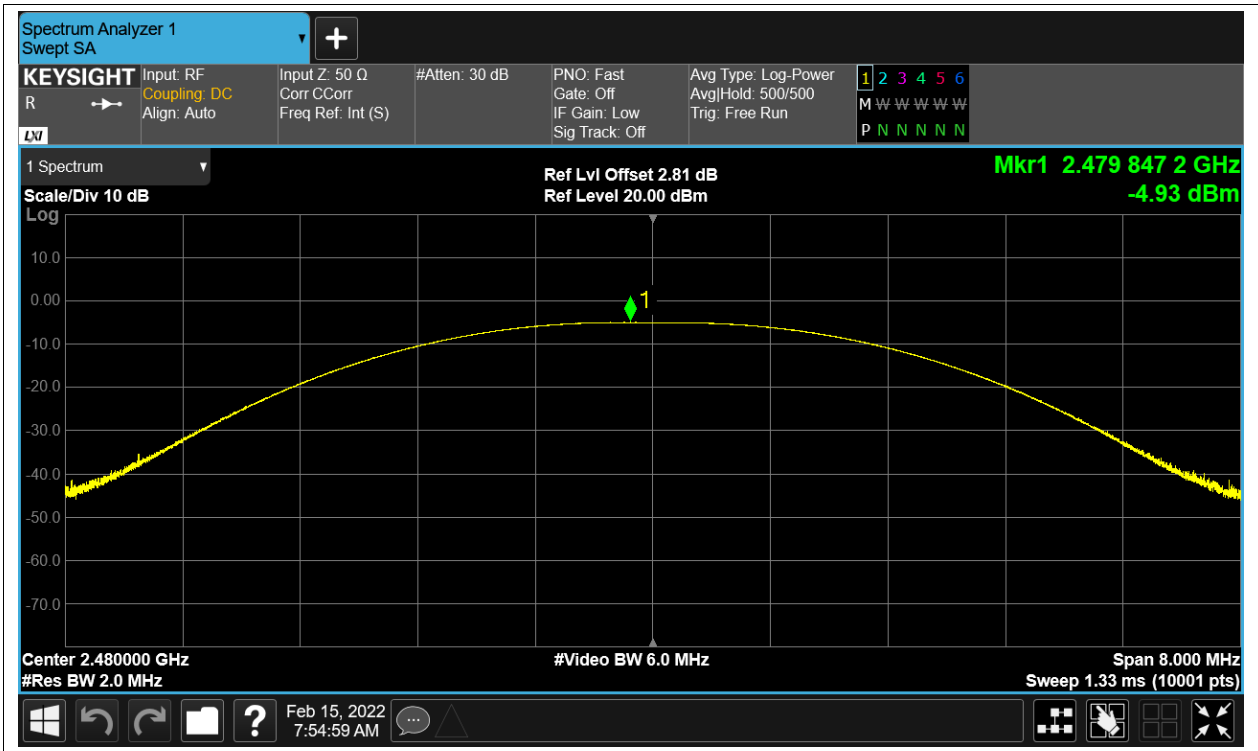 Spectrum Analyzer 1
Swept SA
KEYSIGHT
R
LXI
Input: RF
Coupling: DC
Align: Auto
Input Z: 50 Ω
Corr CCorr
Freq Ref: Int (S)
#Atten: 30 dB
PNO: Fast
Gate: Off
IF Gain: Low
Sig Track: Off
Avg Type: Log-Power
Avg|Hold: 500/500
Trig: Free Run
1 2 3 4 5 6
M W W W W W
P N N N N N
1 Spectrum
Scale/Div 10 dB
Log
Ref Lvl Offset 2.81 dB
Ref Level 20.00 dBm
Mkr1 2.479 847 2 GHz
-4.93 dBm
10.0
0.00
1
-10.0
-20.0
-30.0
-40.0
-50.0
-60.0
-70.0
Center 2.480000 GHz
#Res BW 2.0 MHz
#Video BW 6.0 MHz
Span 8.000 MHz
Sweep 1.33 ms (10001 pts)
?
Feb 15, 2022
7:54:59 AM